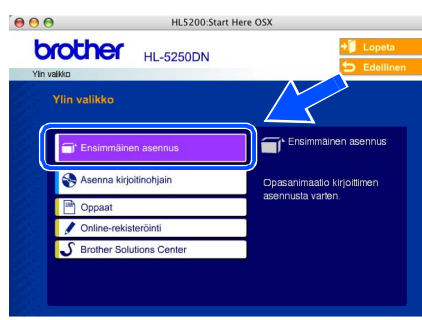 HL5200:Start Here OSX
brother HL-5250DN
Lopeta
Edellinen
Ylin valikko
Ylin valikko
Ensimmäinen asennus
Asenna kirjoitinohjain
Oppaat
Online-rekisteröinti
Brother Solutions Center
Ensimmäinen asennus
Opasanimaatio kirjoittimen
asennusta varten.